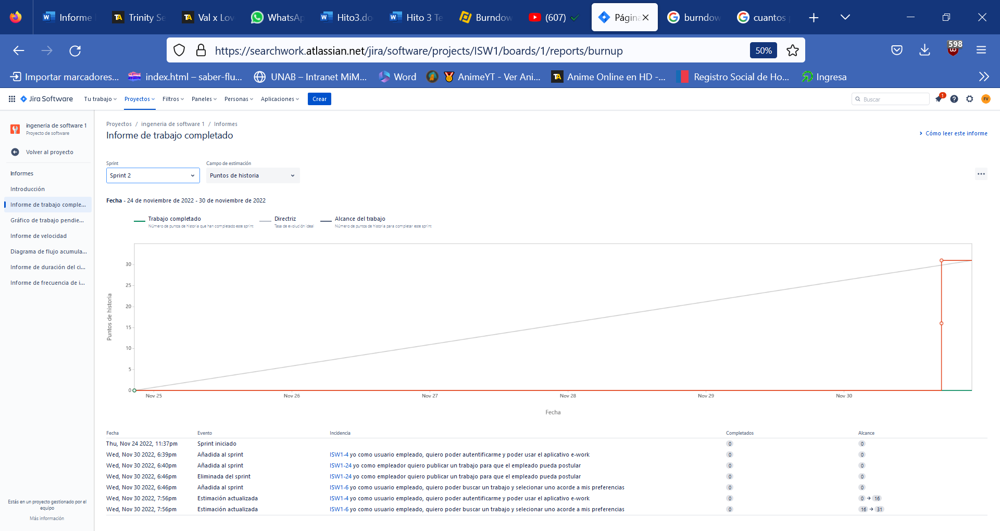 Informe
Trinity Se
Val x Lov
WhatsAp
Hito3.do
Hito 3 Te
Burndow
(607)
Página
burndow
cuantos
https://searchwork.atlassian.net/jira/software/projects/ISW1/boards/1/reports/burnup
50%
598
Importar marcadores...
index.html – saber-flu...
UNAB – Intranet MiM...
Word
AnimeYT - Ver Ani...
TA
Anime Online en HD -...
Registro Social de Ho...
Ingresa
Jira Software
Tu trabajo
Proyectos
Filtros
Paneles
Personas
Aplicaciones
Crear
Buscar
1
FV
ingeneria de software 1
Proyecto de software
Volver al proyecto
Informes
Introducción
Informe de trabajo comple...
Gráfico de trabajo pendie...
Informe de velocidad
Diagrama de flujo acumula...
Informe de duración del ci...
Informe de frecuencia de i...
Estás en un proyecto gestionado por el
equipo
Más información
Proyectos / ingeneria de software 1 / Informes
Informe de trabajo completado
Cómo leer este informe
Sprint
Campo de estimación
Sprint 2
Puntos de historia
Fecha - 24 de noviembre de 2022 - 30 de noviembre de 2022
Trabajo completado
Número de puntos de historia que han completado este sprint
Directriz
Tasa de evolución ideal
Alcance del trabajo
Número de puntos de historia para completar este sprint
Puntos de historia
30
25
20
15
10
5
0
Nov 25
Nov 26
Nov 27
Nov 28
Nov 29
Nov 30
Fecha
Fecha Evento Incidencia Completados Alcance
Thu, Nov 24 2022, 11:37pm Sprint iniciado 0 0
Wed, Nov 30 2022, 6:39pm Añadida al sprint ISW1-4 yo como usuario empleado, quiero poder autentificarme y poder usar el aplicativo e-work 0 0
Wed, Nov 30 2022, 6:40pm Añadida al sprint ISW1-24 yo como empleador quiero publicar un trabajo para que el empleado pueda postular 0 0
Wed, Nov 30 2022, 6:46pm Eliminada del sprint ISW1-24 yo como empleador quiero publicar un trabajo para que el empleado pueda postular 0 0
Wed, Nov 30 2022, 6:46pm Añadida al sprint ISW1-6 yo como usuario empleado, quiero poder buscar un trabajo y selecionar uno acorde a mis preferencias 0 0
Wed, Nov 30 2022, 7:56pm Estimación actualizada ISW1-4 yo como usuario empleado, quiero poder autentificarme y poder usar el aplicativo e-work 0 0 → 16
Wed, Nov 30 2022, 7:56pm Estimación actualizada ISW1-6 yo como usuario empleado, quiero poder buscar un trabajo y selecionar uno acorde a mis preferencias 0 16 → 31